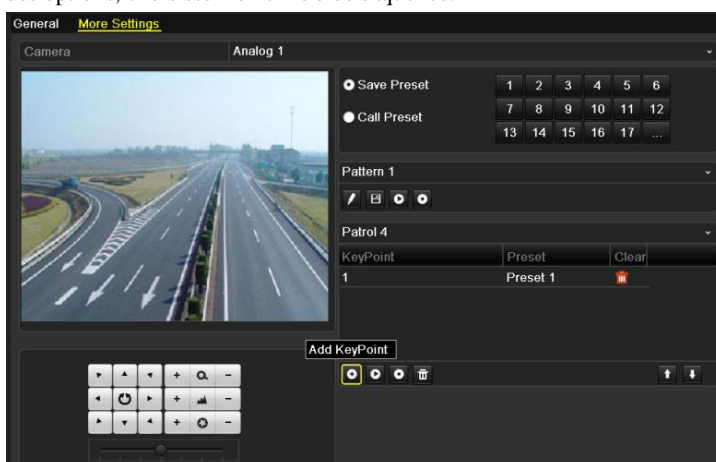 General More Settings
Camera Analog 1
Save Preset
Call Preset
1 2 3 4 5 6
7 8 9 10 11 12
13 14 15 16 17 ...
Pattern 1
Patrol 4
KeyPoint Preset Clear
1 Preset 1
Add KeyPoint